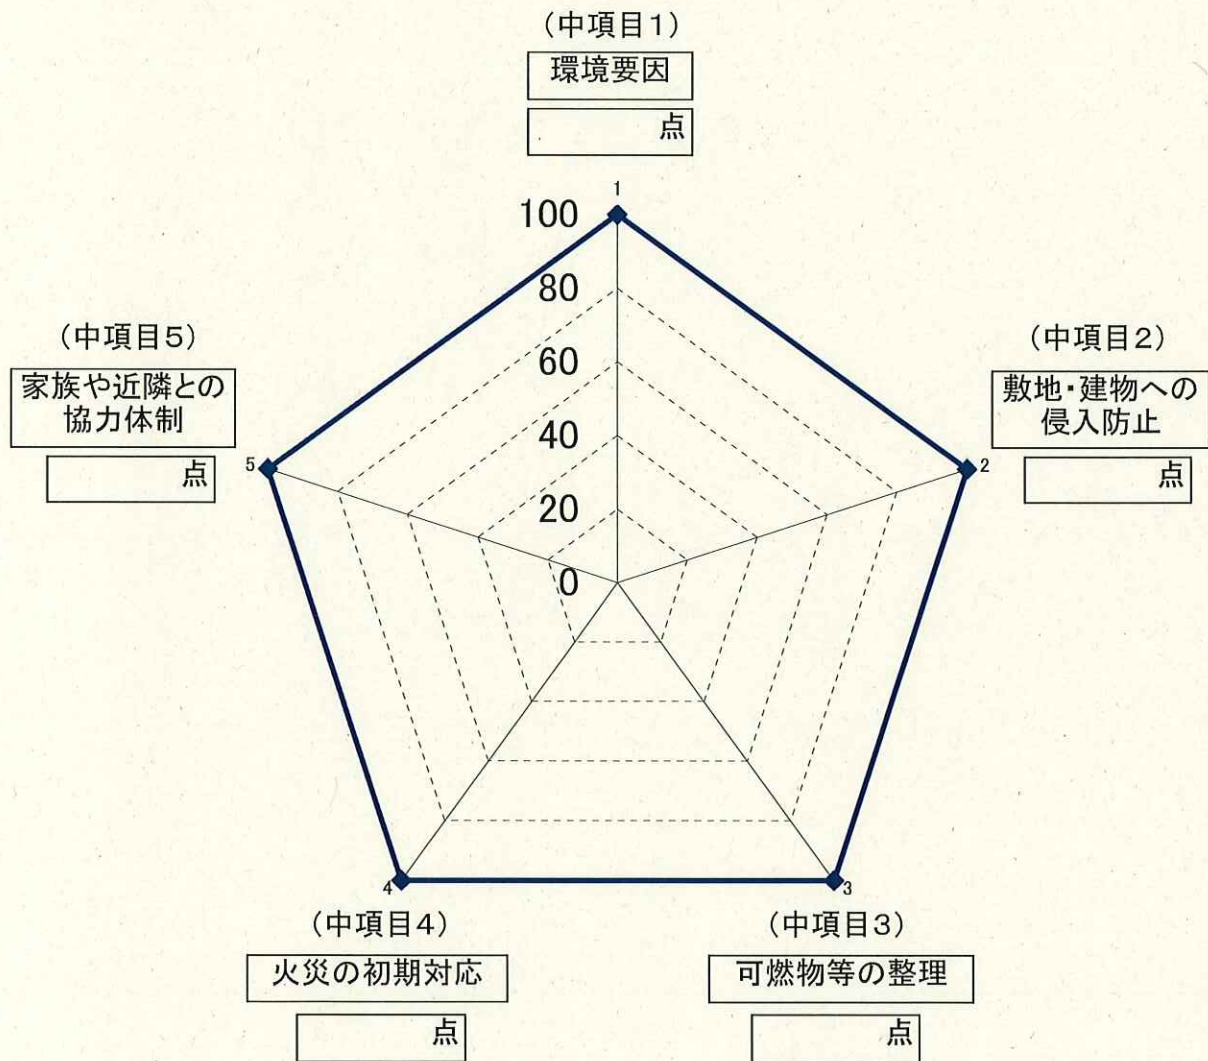 (中項目1)
環境要因
点
1
100
80
60
40
20
0
(中項目5)
家族や近隣との
協力体制
点
5
(中項目2)
敷地・建物への
侵入防止
点
2
4
3
(中項目4)
火災の初期対応
点
(中項目3)
可燃物等の整理
点